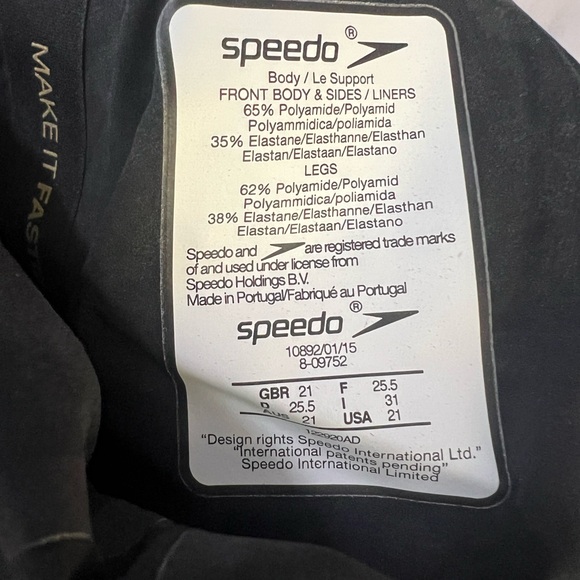 MAKE IT FAST
speedo®
Body / Le Support
FRONT BODY & SIDES / LINERS
65% Polyamide/Polyamid
Polyammidica/poliamida
35% Elastane/Elasthanne/Elasthan
Elastan/Elastaan/Elastano
LEGS
62% Polyamide/Polyamid
Polyammidica/poliamida
38% Elastane/Elasthanne/Elasthan
Elastan/Elastaan/Elastano
Speedo and are registered trade marks
of and used under license from
Speedo Holdings B.V.
Made in Portugal/Fabriqué au Portugal
speedo®
10892/01/15
8-09752
GBR 21 F 25.5
D 25.5 I 31
AUS 21 USA 21
"Design rights Speedo International Ltd."
"International patents pending"
Speedo International Limited